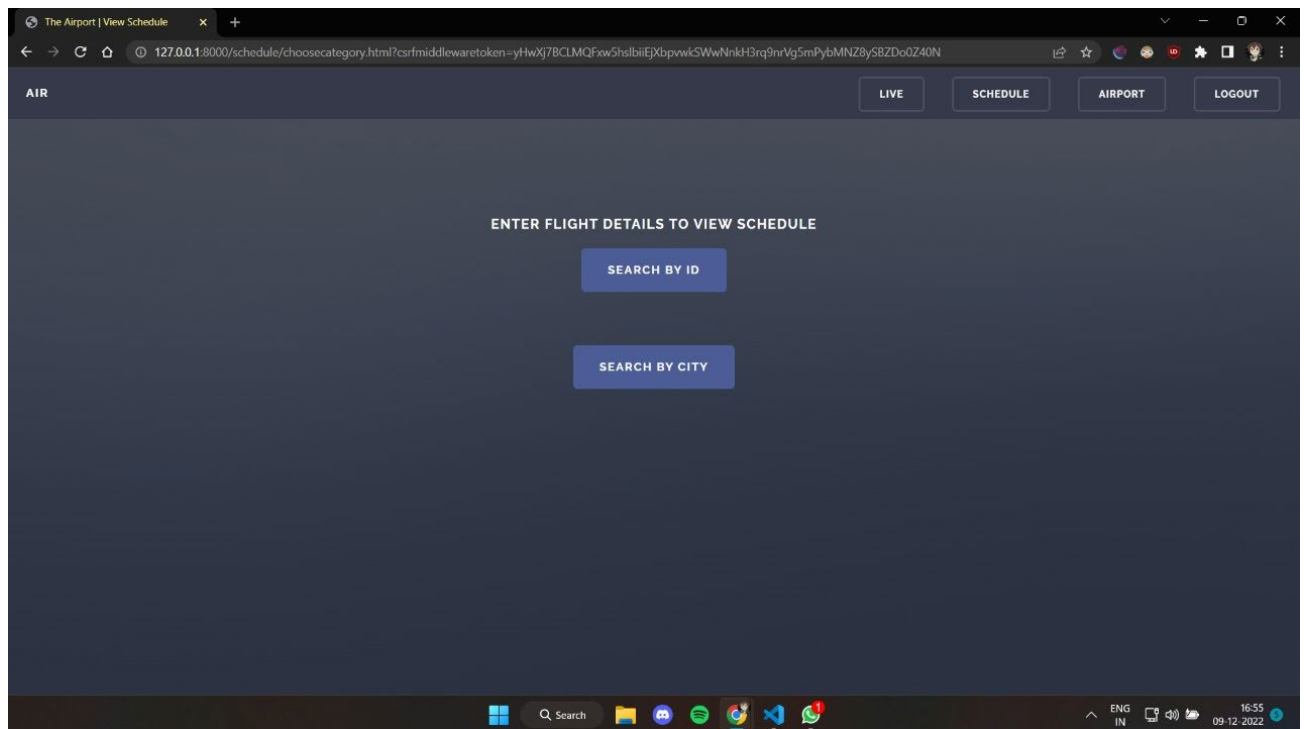 The Airport | View Schedule
127.0.0.1:8000/schedule/choosecategory.html?csrfmiddlewaretoken=yHwXj7BCLMQFxw5hslbiiEjXbpvwkSWwNnkH3rq9nrVg5mPybMNZ8ySBZDo0Z40N
AIR
LIVE
SCHEDULE
AIRPORT
LOGOUT
ENTER FLIGHT DETAILS TO VIEW SCHEDULE
SEARCH BY ID
SEARCH BY CITY
Search
1
ENG
IN
16:55
09-12-2022